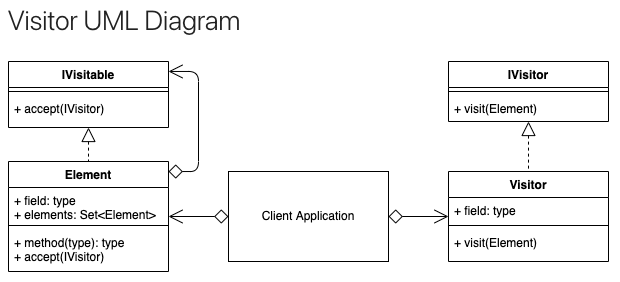 Visitor UML Diagram
IVisitable
+ accept(IVisitor)
IVisitor
+ visit(Element)
Element
+ field: type
+ elements: Set<Element>
+ method(type): type
+ accept(IVisitor)
Client Application
Visitor
+ field: type
+ visit(Element)